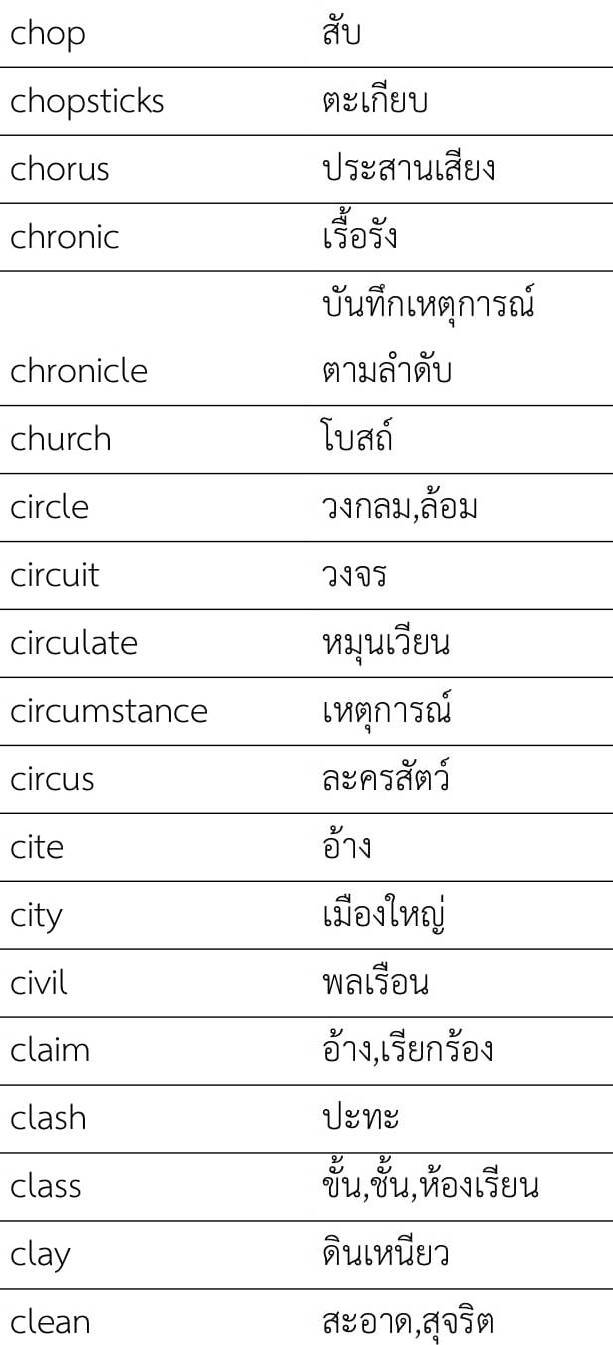 chop สับ
chopsticks ตะเกียบ
chorus ประสานเสียง
chronic เรื้อรัง
บันทึกเหตุการณ์
chronicle ตามลำดับ
church โบสถ์
circle วงกลม,ล้อม
circuit วงจร
circulate หมุนเวียน
circumstance เหตุการณ์
circus ละครสัตว์
cite อ้าง
city เมืองใหญ่
civil พลเรือน
claim อ้าง,เรียกร้อง
clash ปะทะ
class ขั้น,ชั้น,ห้องเรียน
clay ดินเหนียว
clean สะอาด,สุจริต